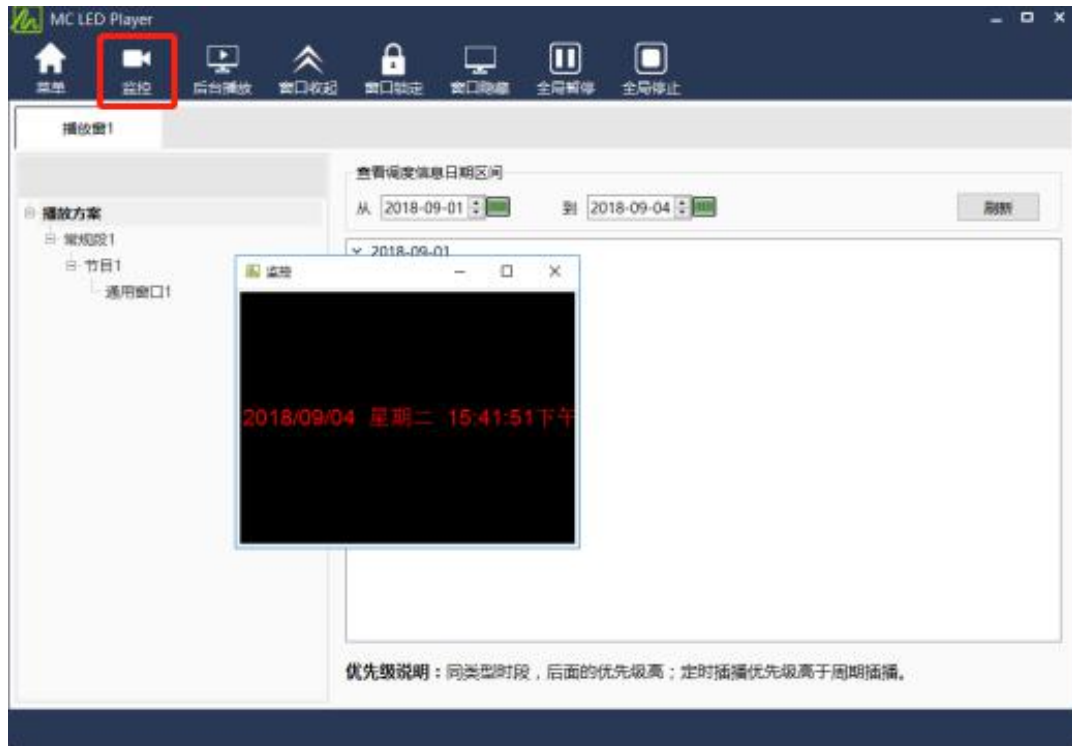 MC LED Player
菜单 监控 后台播放 窗口收起 窗口锁定 窗口隐藏 全局暂停 全局停止
播放窗1
查看调度信息日期区间
从 2018-09-01 到 2018-09-04 刷新
播放方案
常规段1
节目1
通用窗口1
2018-09-01
监控
2018/09/04 星期二 15:41:51下午
优先级说明：同类型时段，后面的优先级高；定时插播优先级高于周期插播。